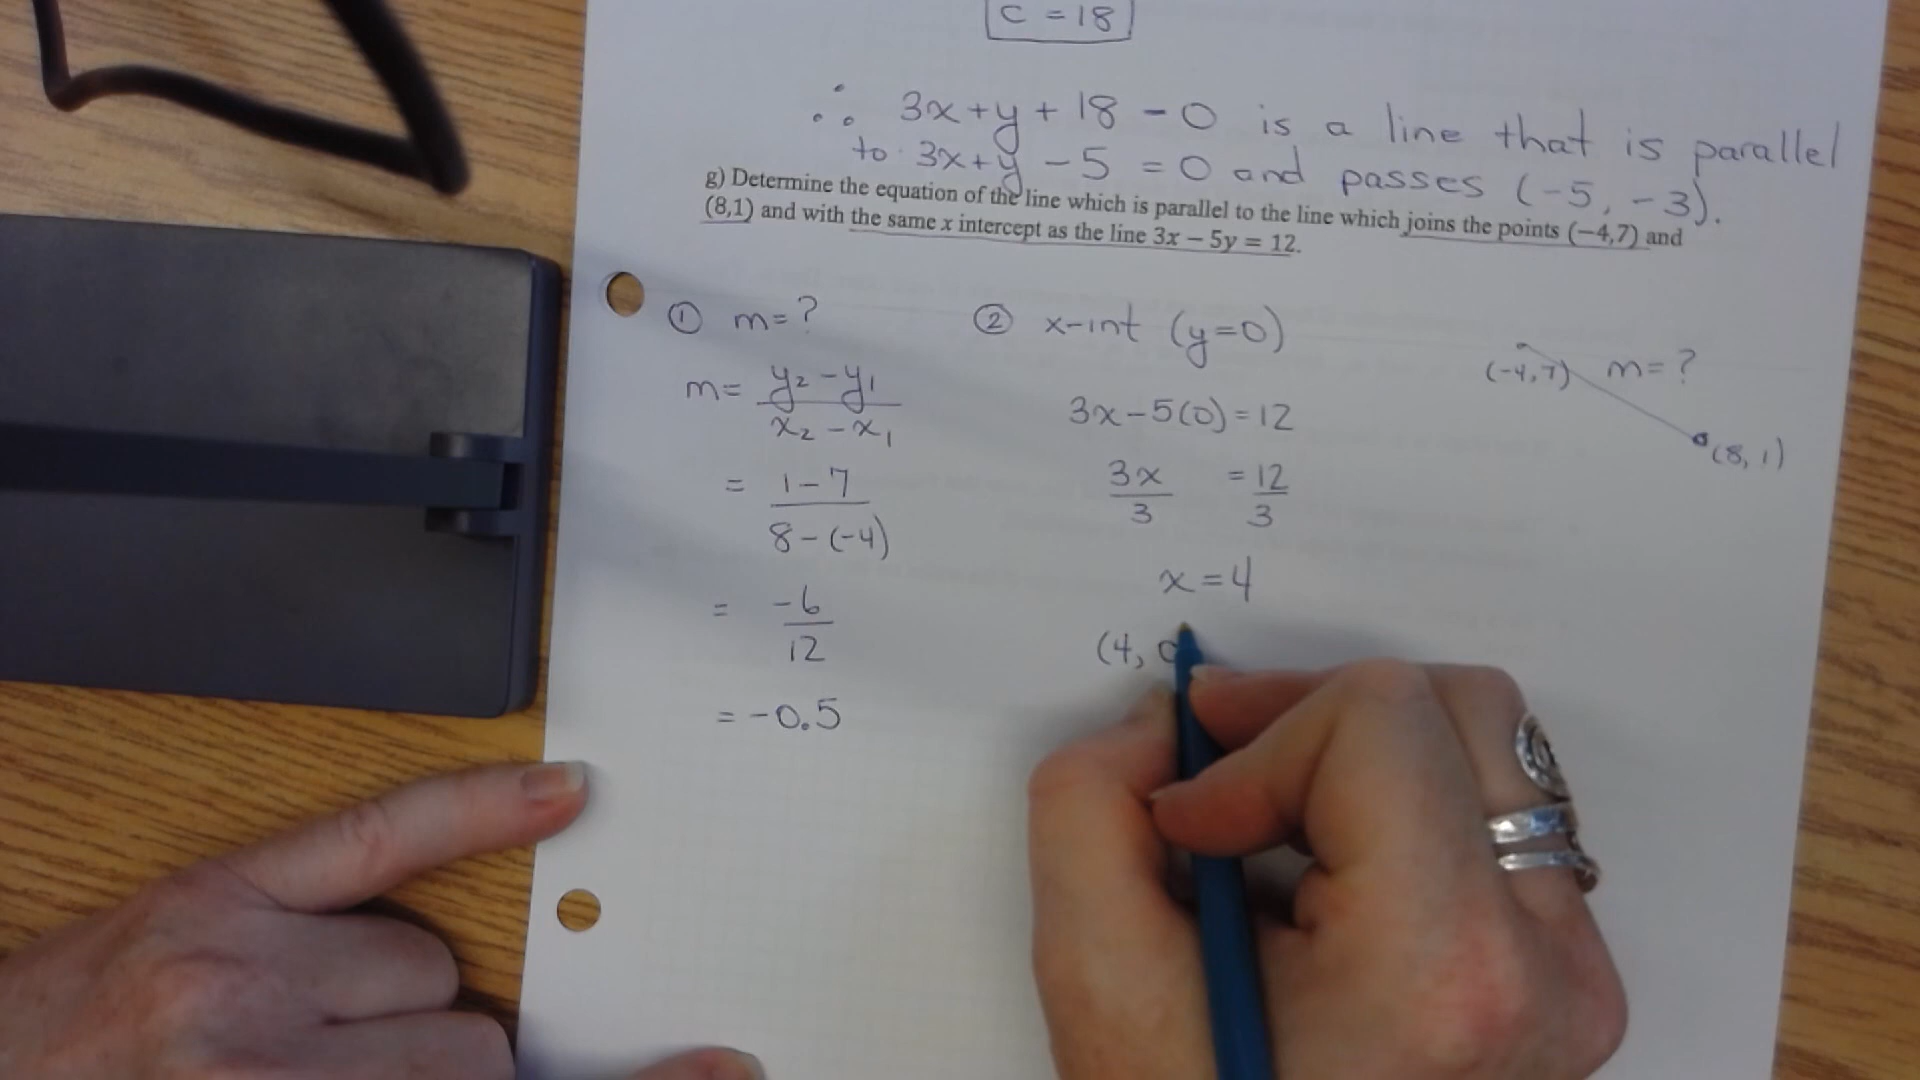 C = 18
∴ 3x + y + 18 - 0 is a line that is parallel
to 3x + y - 5 = 0 and passes (-5, -3).
g) Determine the equation of the line which is parallel to the line which joins the points (−4,7) and
(8,1) and with the same x intercept as the line 3x − 5y = 12.
① m = ?
m = y₂ - y₁
x₂ - x₁
= 1 - 7
8 - (-4)
= -6
12
= -0.5
② x-int (y=0)
3x - 5(0) = 12
3x = 12
3 3
x = 4
(4, 0
(-4, 7) m = ?
(8, 1)